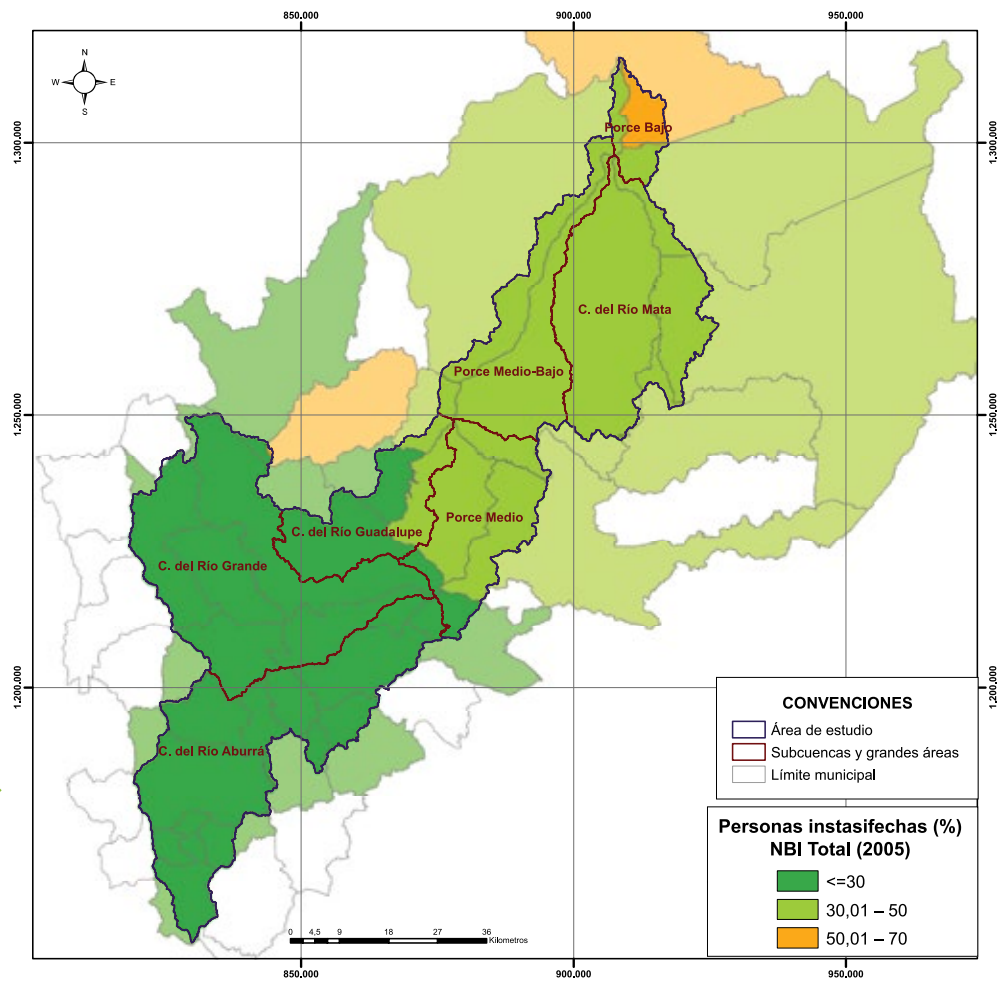 850,000
900,000
950,000
N
W
E
S
1.300,000
1.300,000
Porce Bajo
C. del Río Mata
Porce Medio-Bajo
1.250,000
1.250,000
C. del Río Guadalupe
Porce Medio
C. del Río Grande
1.200,000
1.200,000
C. del Río Aburrá
CONVENCIONES
Área de estudio
Subcuencas y grandes áreas
Límite municipal
Personas instasifechas (%)
NBI Total (2005)
<=30
30,01 – 50
50,01 – 70
0 4,5 9 18 27 36
Kilometros
850,000
900,000
950,000